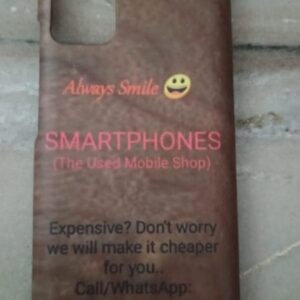 Always Smile 😀
SMARTPHONES
(The Used Mobile Shop)
Expensive? Don't worry
we will make it cheaper
for you..
Call/WhatsApp: